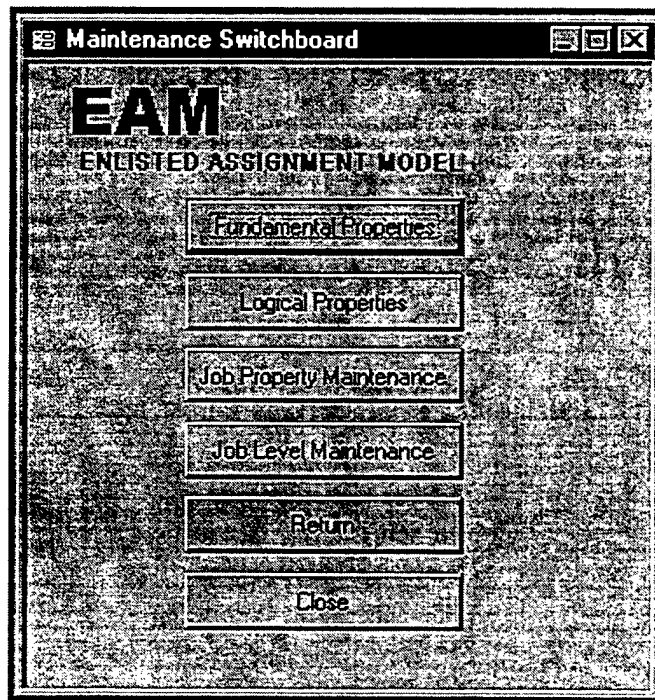 Maintenance Switchboard
EAM
ENLISTED ASSIGNMENT MODEL
Fundamental Properties
Logical Properties
Job Property Maintenance
Job Level Maintenance
Return
Close